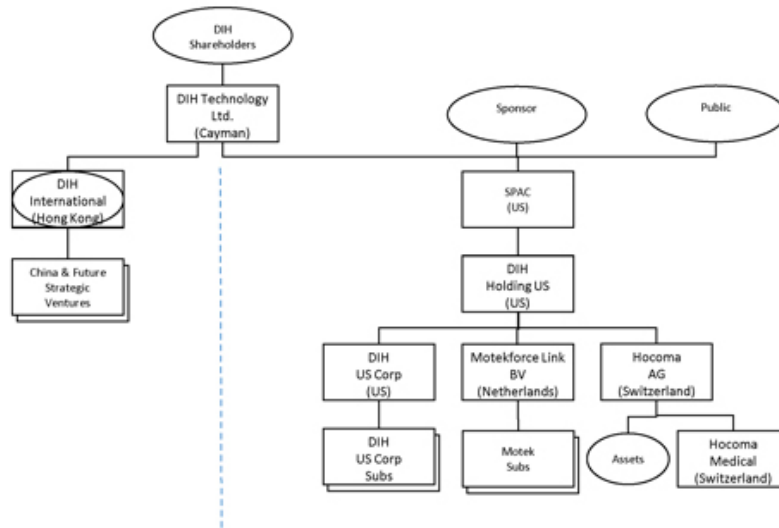 DIH
Shareholders
DIH Technology
Ltd.
(Cayman)
Sponsor
Public
DIH
International
(Hong Kong)
SPAC
(US)
China & Future
Strategic
Ventures
DIH
Holding US
(US)
DIH
US Corp
(US)
Motekforce Link
BV
(Netherlands)
Hocoma
AG
(Switzerland)
DIH
US Corp
Subs
Motek
Subs
Assets
Hocoma
Medical
(Switzerland)